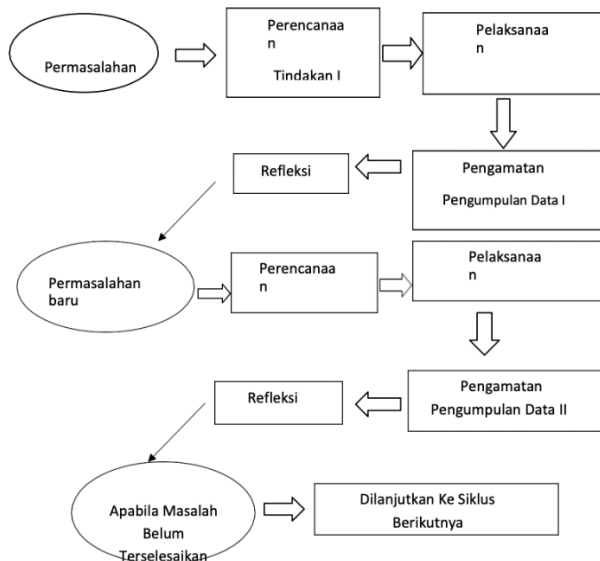 Permasalahan
Perencanaa
n
Tindakan I
Pelaksanaa
n
Pengamatan
Pengumpulan Data I
Refleksi
Permasalahan
baru
Perencanaa
n
Pelaksanaa
n
Pengamatan
Pengumpulan Data II
Refleksi
Apabila Masalah
Belum
Terselesaikan
Dilanjutkan Ke Siklus
Berikutnya